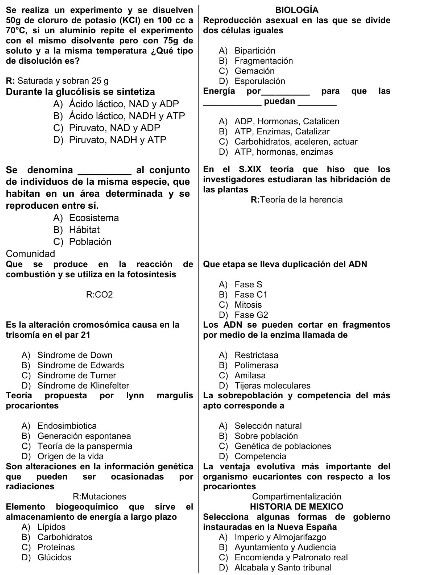 Se realiza un experimento y se disuelven
50g de cloruro de potasio (KCl) en 100 cc a
70°C, si un aluminio repite el experimento
con el mismo disolvente pero con 75g de
soluto y a la misma temperatura ¿Qué tipo
de disolución es?
R: Saturada y sobran 25 g
Durante la glucólisis se sintetiza
A) Ácido láctico, NAD y ADP
B) Ácido láctico, NADH y ATP
C) Piruvato, NAD y ADP
D) Piruvato, NADH y ATP
Se denomina __________ al conjunto
de individuos de la misma especie, que
habitan en un área determinada y se
reproducen entre sí.
A) Ecosistema
B) Hábitat
C) Población
Comunidad
Que se produce en la reacción de
combustión y se utiliza en la fotosíntesis
R:CO2
Es la alteración cromosómica causa en la
trisomía en el par 21
A) Síndrome de Down
B) Síndrome de Edwards
C) Síndrome de Turner
D) Síndrome de Klinefelter
Teoría propuesta por lynn margulis
procariontes
A) Endosimbiotica
B) Generación espontanea
C) Teoría de la panspermia
D) Origen de la vida
Son alteraciones en la información genética
que pueden ser ocasionadas por
radiaciones
R:Mutaciones
Elemento biogeoquímico que sirve el
almacenamiento de energía a largo plazo
A) Lípidos
B) Carbohidratos
C) Proteínas
D) Glúcidos
BIOLOGÍA
Reproducción asexual en las que se divide
dos células iguales
A) Bipartición
B) Fragmentación
C) Gemación
D) Esporulación
Energía por__________ para que las
____________ puedan ________
A) ADP, Hormonas, Catalicen
B) ATP, Enzimas, Catalizar
C) Carbohidratos, aceleren, actuar
D) ATP, hormonas, enzimas
En el S.XIX teoría que hiso que los
investigadores estudiaran las hibridación de
las plantas
R:Teoría de la herencia
Que etapa se lleva duplicación del ADN
A) Fase S
B) Fase C1
C) Mitosis
D) Fase G2
Los ADN se pueden cortar en fragmentos
por medio de la enzima llamada de
A) Restrictasa
B) Polimerasa
C) Amilasa
D) Tijeras moleculares
La sobrepoblación y competencia del más
apto corresponde a
A) Selección natural
B) Sobre población
C) Genética de poblaciones
D) Competencia
La ventaja evolutiva más importante del
organismo eucariontes con respecto a los
procariontes
Compartimentalización
HISTORIA DE MEXICO
Selecciona algunas formas de gobierno
instauradas en la Nueva España
A) Imperio y Almojarifazgo
B) Ayuntamiento y Audiencia
C) Encomienda y Patronato real
D) Alcabala y Santo tribunal